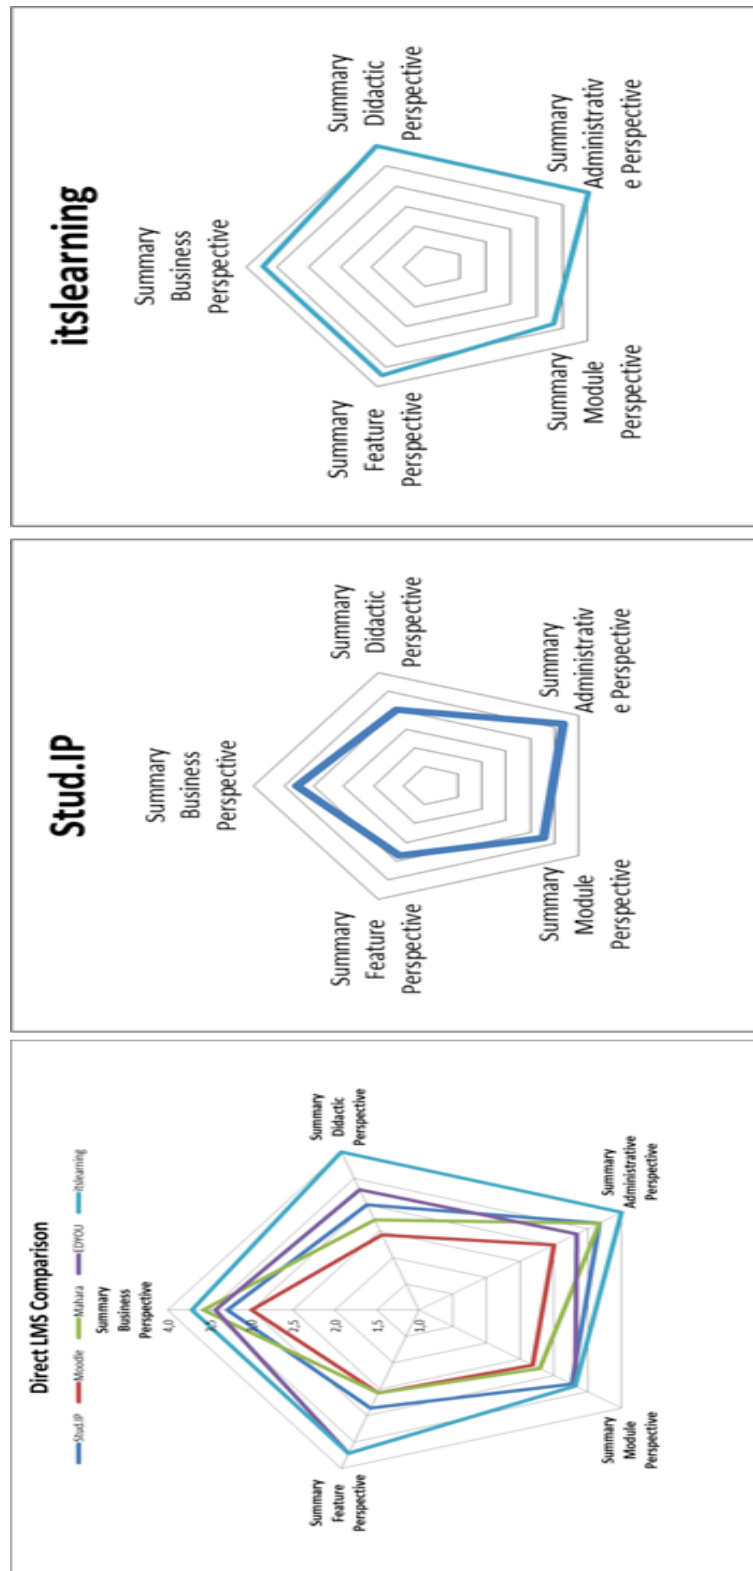 itslearning
Summary
Business
Perspective
Summary
Didactic
Perspective
Summary
Administrativ
e Perspective
Summary
Module
Perspective
Summary
Feature
Perspective
Stud.IP
Summary
Business
Perspective
Summary
Didactic
Perspective
Summary
Administrativ
e Perspective
Summary
Module
Perspective
Summary
Feature
Perspective
Direct LMS Comparison
Stud.IP Moodle Mahara EDYOU itslearning
Summary
Business
Perspective
4,0
3,5
3,0
2,5
2,0
1,5
1,0
Summary
Didactic
Perspective
Summary
Administrative
Perspective
Summary
Module
Perspective
Summary
Feature
Perspective